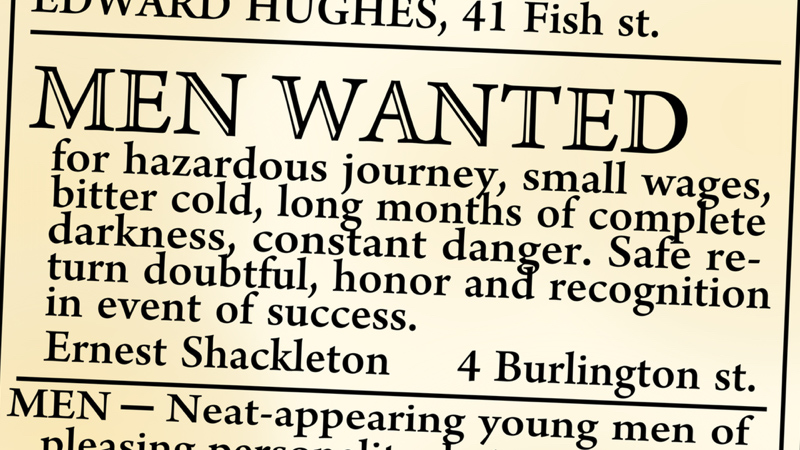 EDWARD HUGHES, 41 Fish st.
MEN WANTED
for hazardous journey, small wages,
bitter cold, long months of complete
darkness, constant danger. Safe re-
turn doubtful, honor and recognition
in event of success.
Ernest Shackleton 4 Burlington st.
MEN — Neat-appearing young men of
pleasing